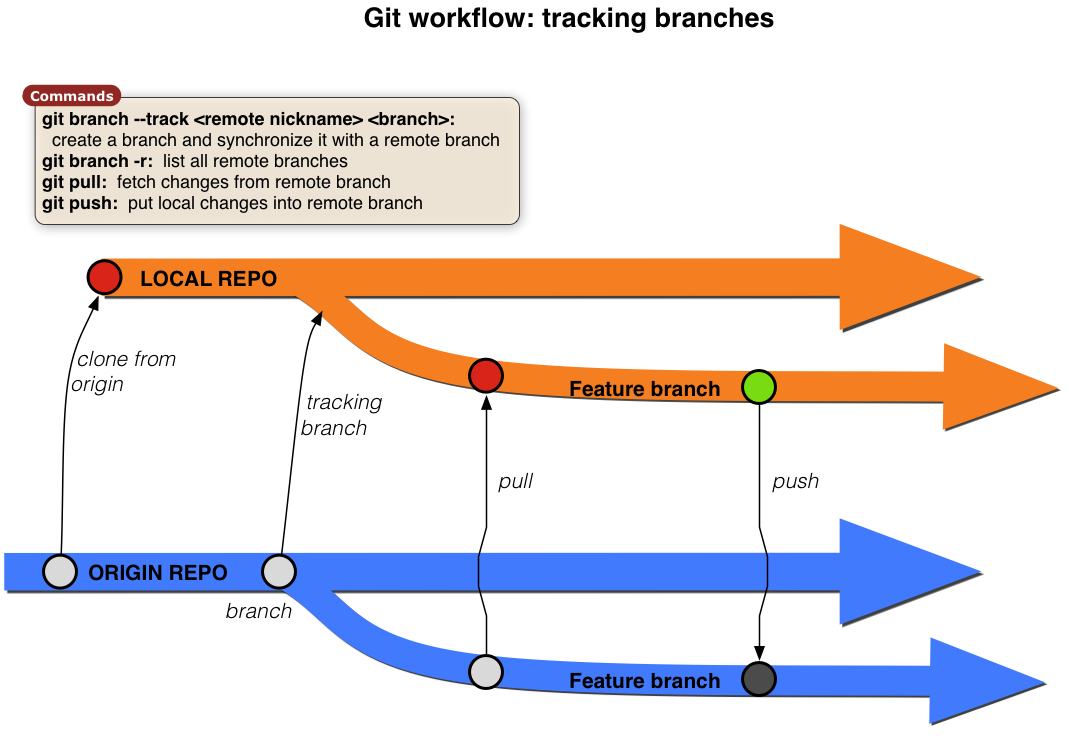 Git workflow: tracking branches
Commands
git branch --track <remote nickname> <branch>:
create a branch and synchronize it with a remote branch
git branch -r: list all remote branches
git pull: fetch changes from remote branch
git push: put local changes into remote branch
LOCAL REPO
clone from
origin
tracking
branch
Feature branch
pull
push
ORIGIN REPO
branch
Feature branch